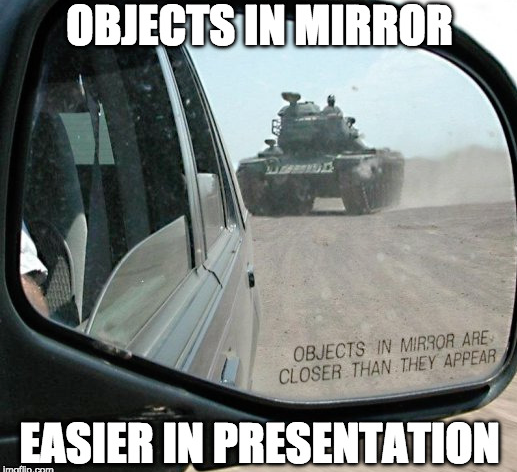 OBJECTS IN MIRROR
OBJECTS IN MIRROR ARE
CLOSER THAN THEY APPEAR
EASIER IN PRESENTATION
imgflip.com